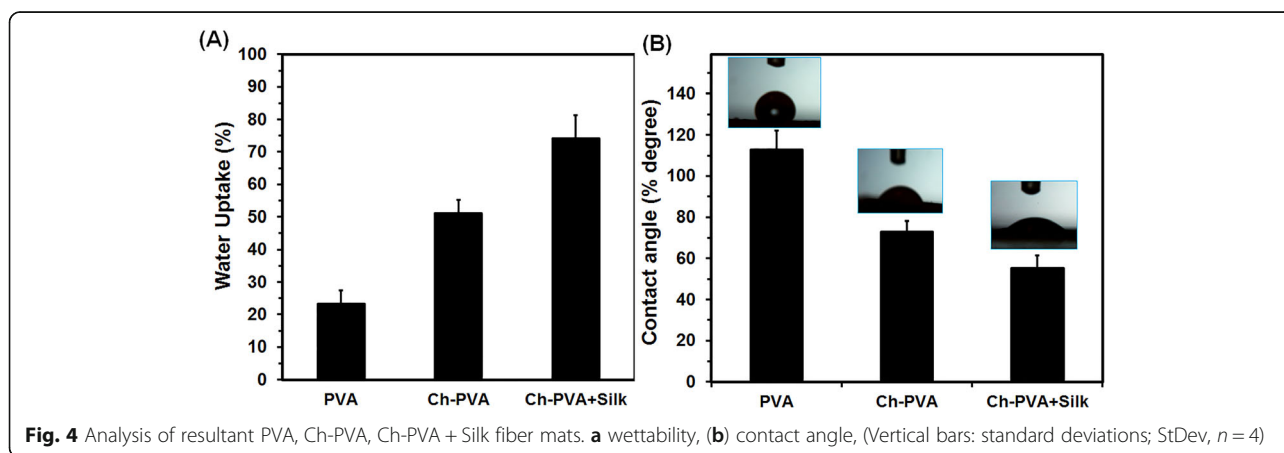 (A)
100
90
80
70
60
50
40
30
20
10
0
Water Uptake (%)
PVA
Ch-PVA
Ch-PVA+Silk
(B)
140
120
100
80
60
40
20
0
Contact angle (% degree)
PVA
Ch-PVA
Ch-PVA+Silk
Fig. 4 Analysis of resultant PVA, Ch-PVA, Ch-PVA + Silk fiber mats. a wettability, (b) contact angle, (Vertical bars: standard deviations; StDev, n = 4)